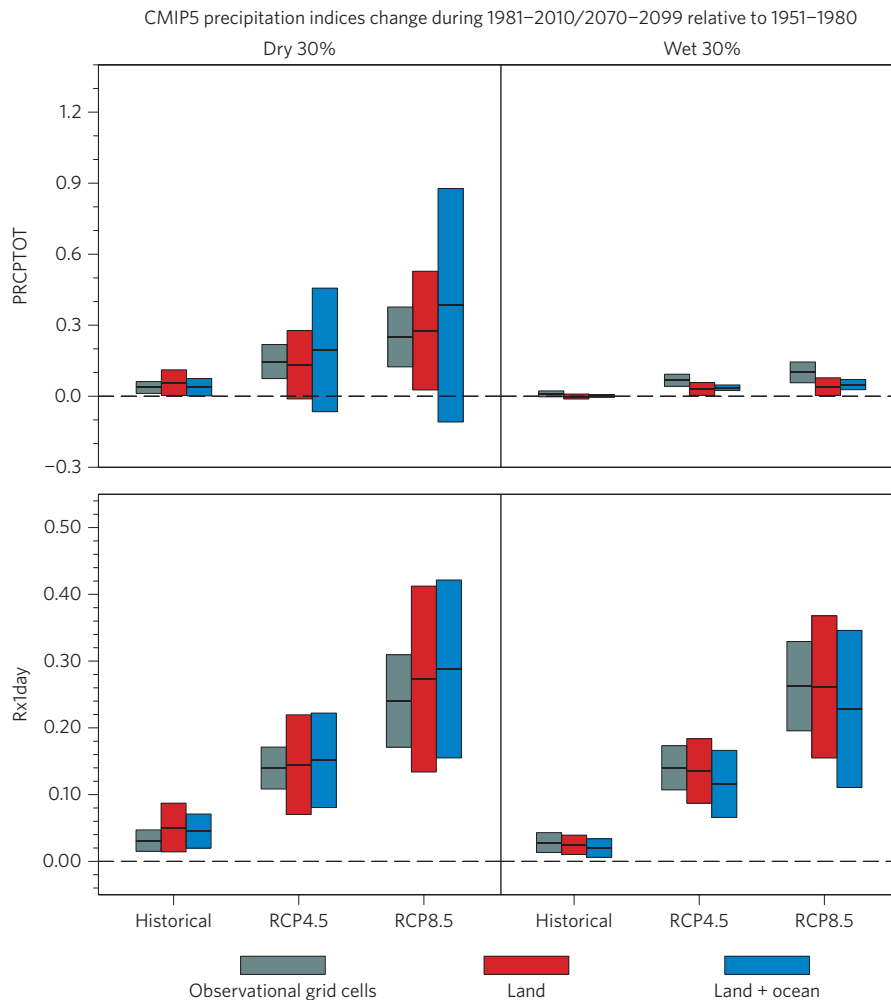 CMIP5 precipitation indices change during 1981–2010/2070–2099 relative to 1951–1980
Dry 30% Wet 30%
PRCPTOT
1.2
0.9
0.6
0.3
0.0
−0.3
Rx1day
0.50
0.40
0.30
0.20
0.10
0.00
Historical RCP4.5 RCP8.5 Historical RCP4.5 RCP8.5
Observational grid cells Land Land + ocean